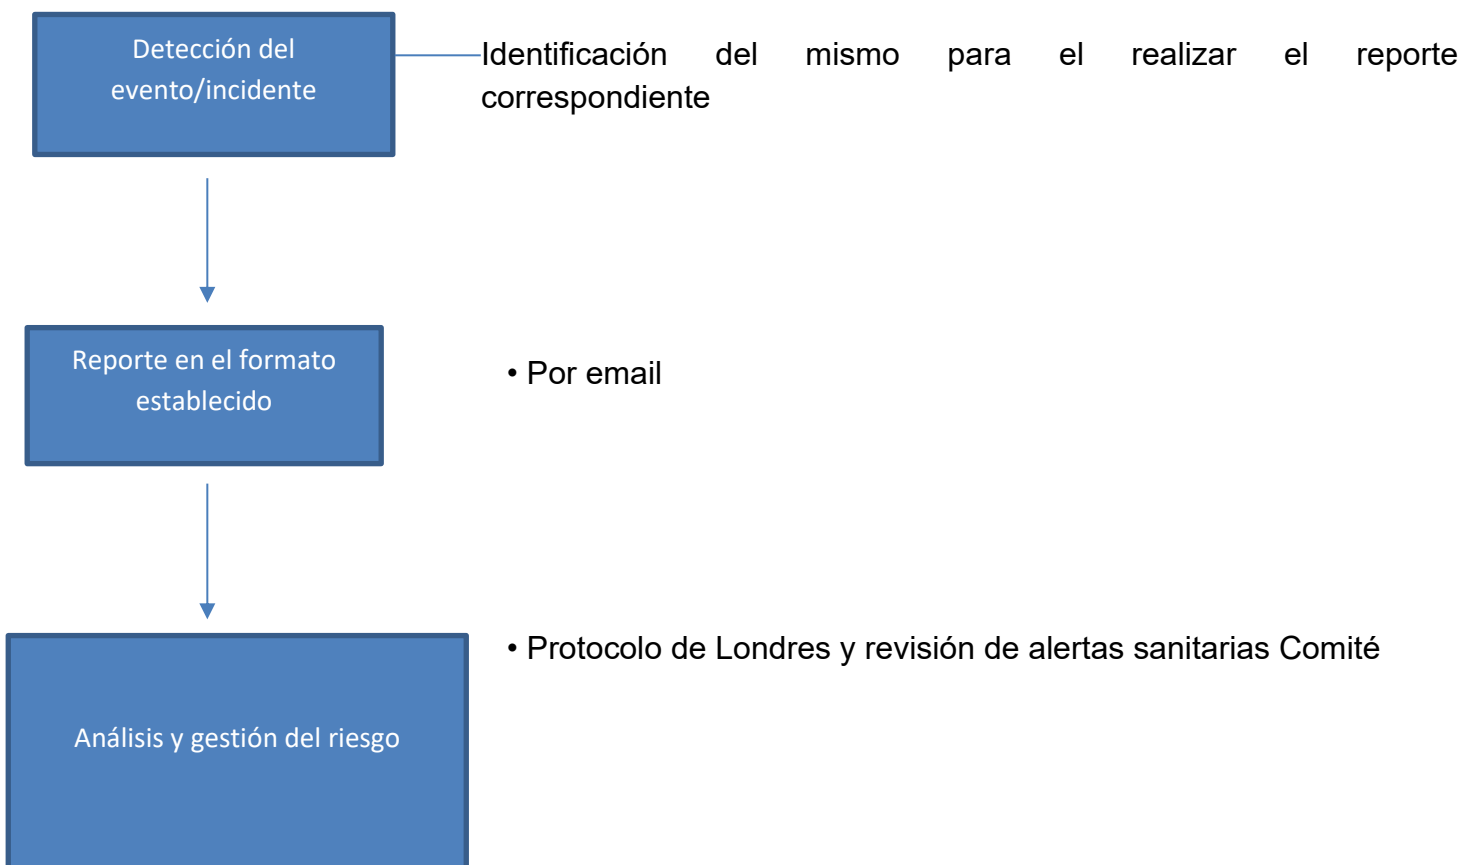 Detección del
evento/incidente
Identificación del mismo para el realizar el reporte
correspondiente
Reporte en el formato
establecido
• Por email
• Protocolo de Londres y revisión de alertas sanitarias Comité
Análisis y gestión del riesgo